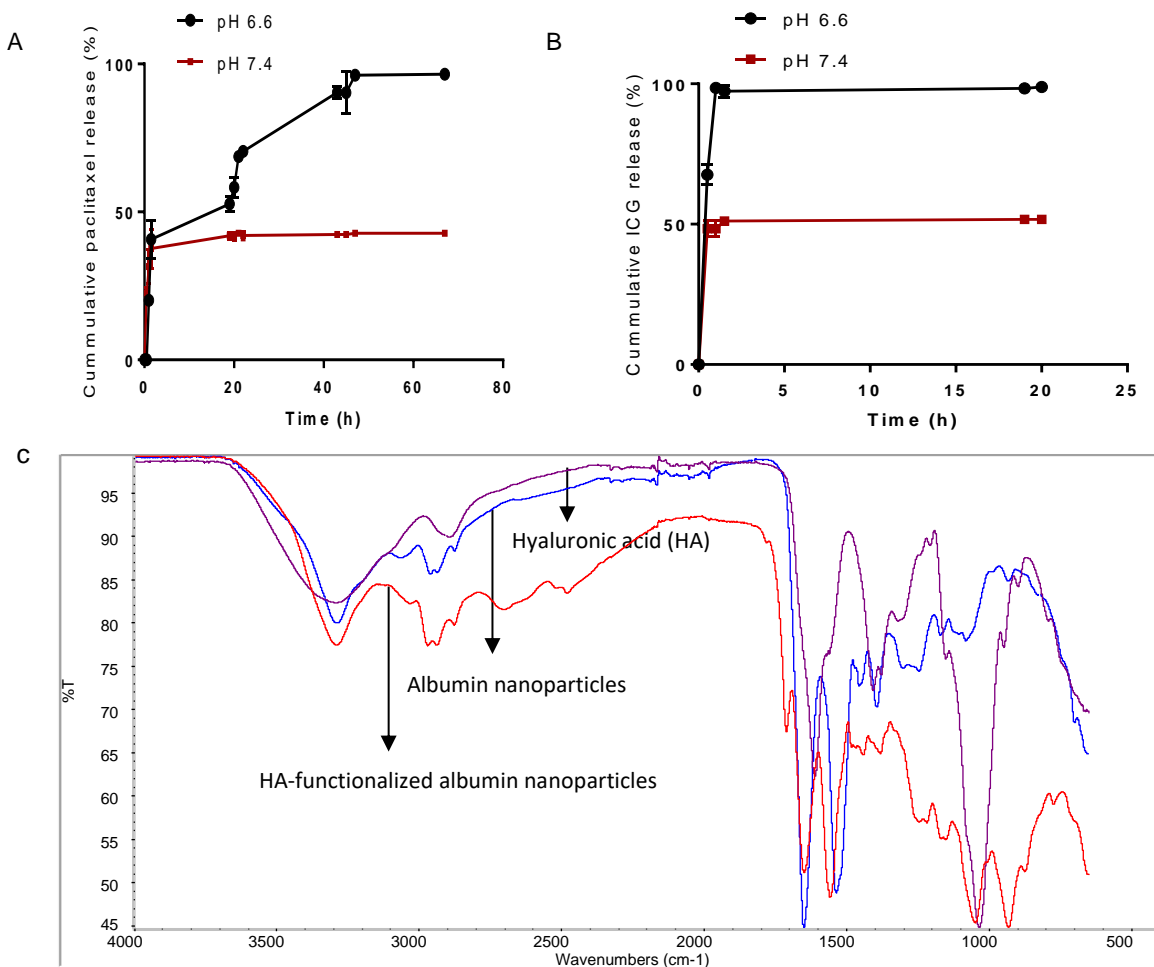 A
pH 6.6
pH 7.4
Cummulative paclitaxel release (%)
100
50
0
0 20 40 60 80
Time (h)
B
pH 6.6
pH 7.4
Cummulative ICG release (%)
100
50
0
0 5 10 15 20 25
Time (h)
c
%T
95
90
85
80
75
70
65
60
55
50
45
Hyaluronic acid (HA)
Albumin nanoparticles
HA-functionalized albumin nanoparticles
4000 3500 3000 2500 2000 1500 1000 500
Wavenumbers (cm-1)